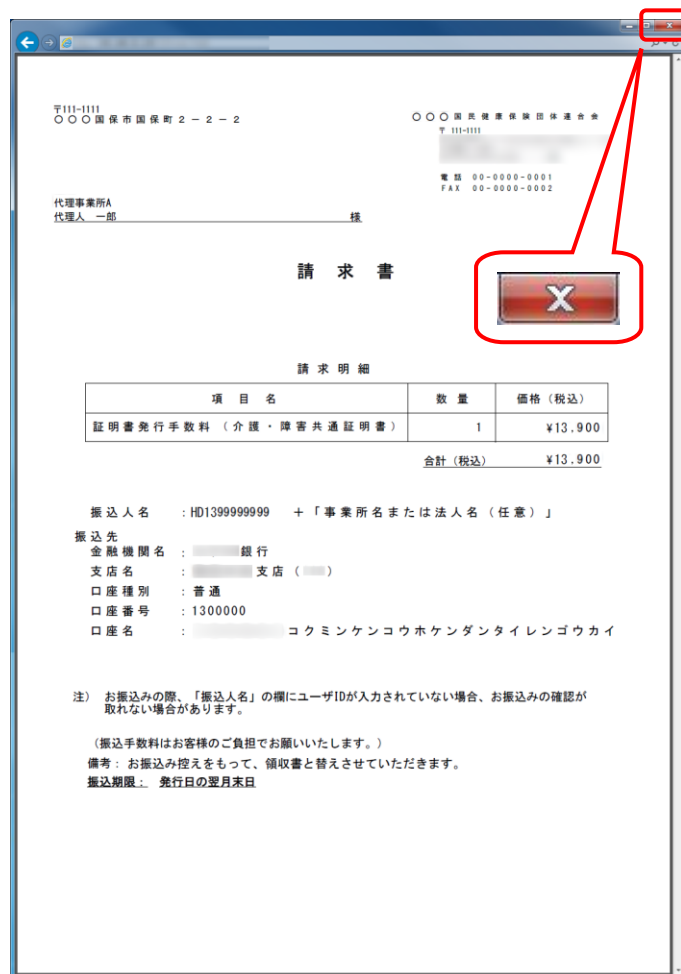 〒111-1111
〇〇〇国保市国保町２－２－２
〇〇〇国民健康保険団体連合会
〒 111-1111
電話 00-0000-0001
FAX 00-0000-0002
代理事業所A
代理人 一郎 様
請求書
X
請求明細
項目名 数量 価格（税込）
証明書発行手数料（介護・障害共通証明書） 1 ¥13,900
合計（税込） ¥13,900
振込人名 ：HD1399999999 ＋「事業所名または法人名（任意）」
振込先
金融機関名 ： 銀行
支店名 ： 支店（ ）
口座種別 ：普通
口座番号 ：1300000
口座名 ： コクミンケンコウホケンダンタイレンゴウカイ
注） お振込みの際、「振込人名」の欄にユーザIDが入力されていない場合、お振込みの確認が
取れない場合があります。
（振込手数料はお客様のご負担でお願いいたします。）
備考：お振込み控えをもって、領収書と替えさせていただきます。
振込期限： 発行日の翌月末日